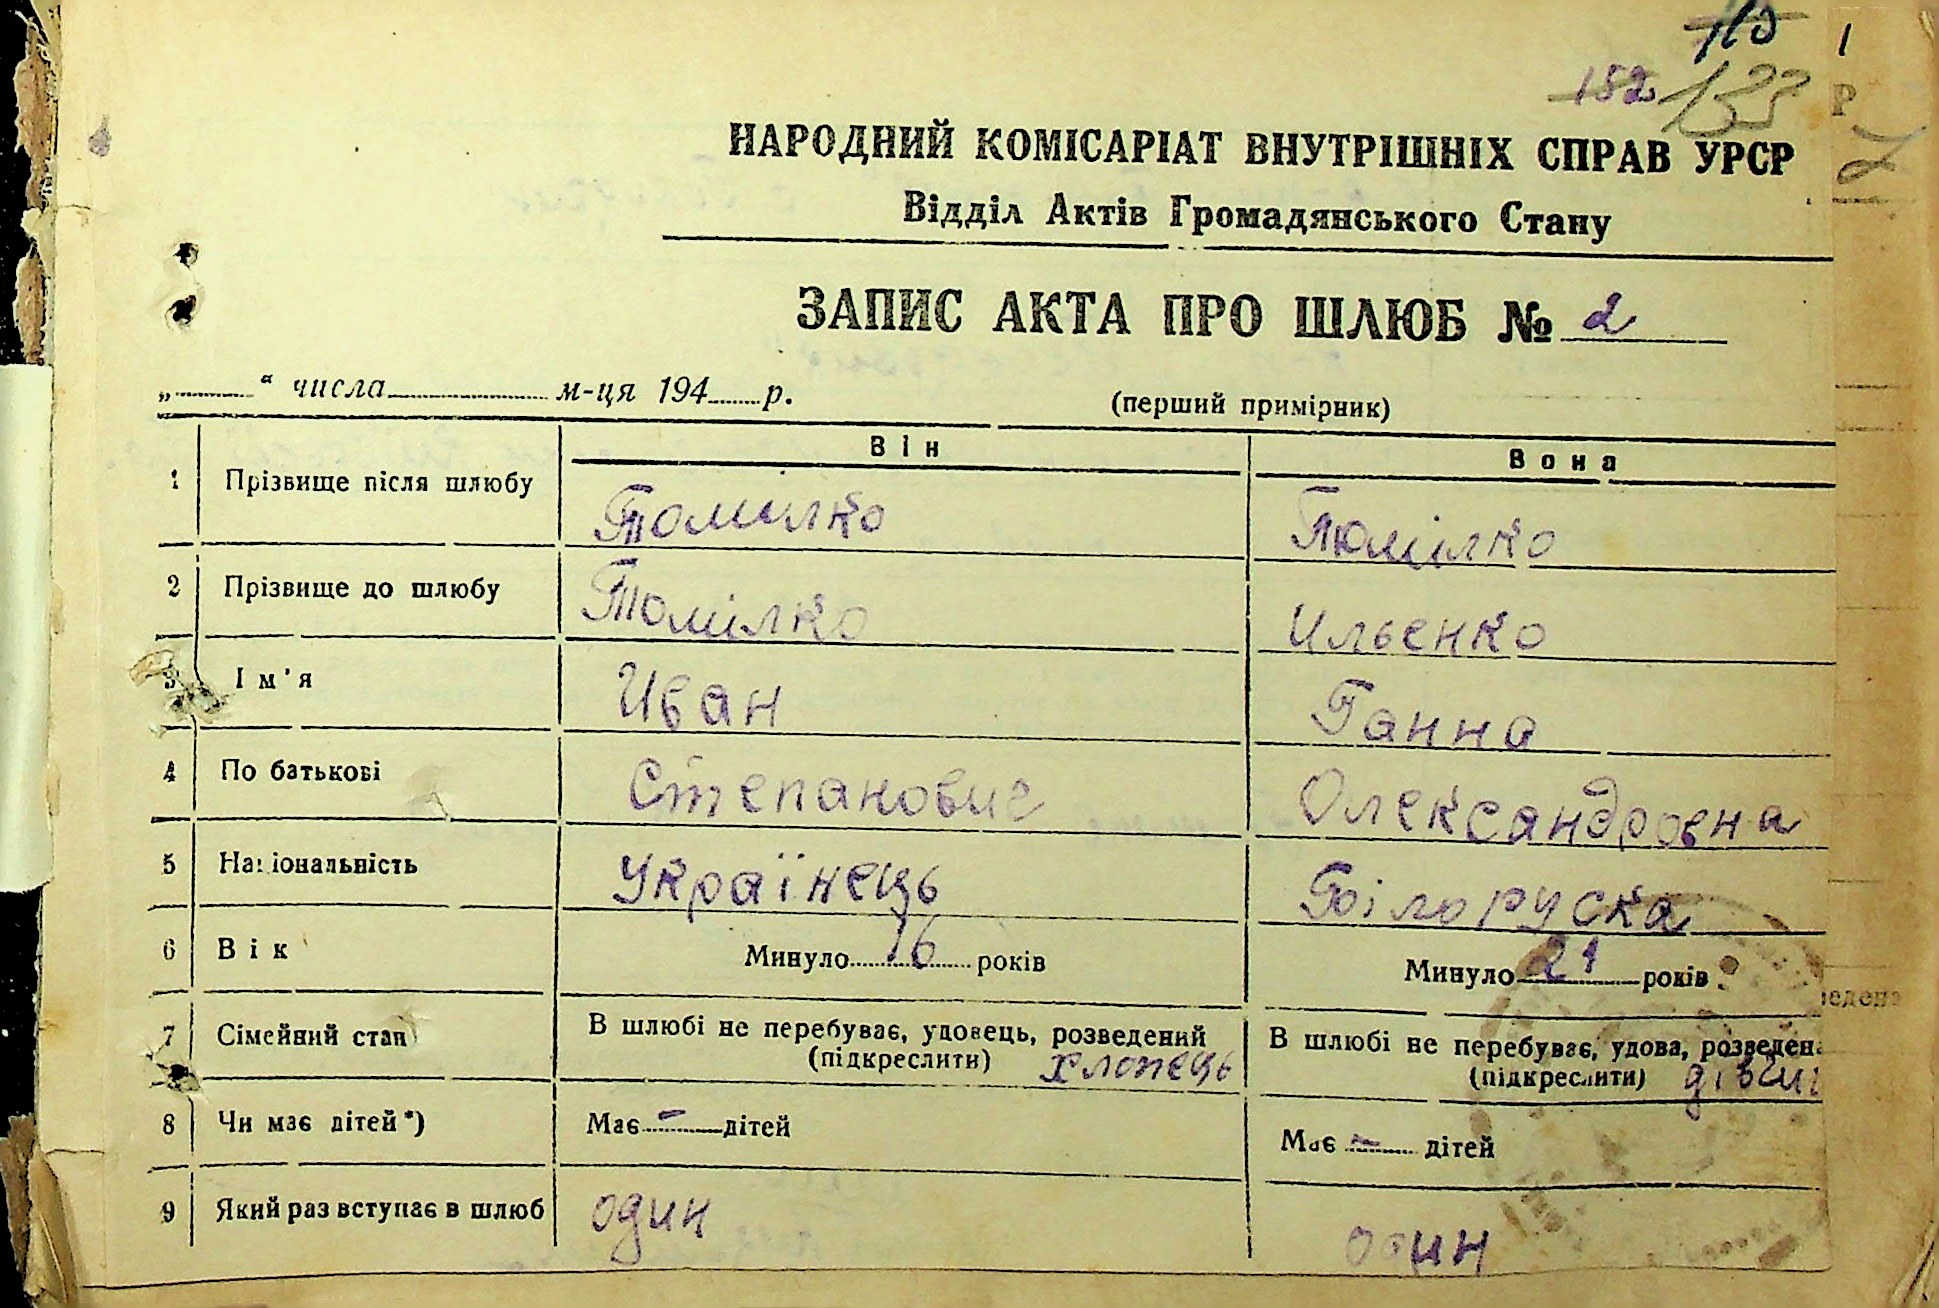 115
152 133
НАРОДНИЙ КОМІСАРІАТ ВНУТРІШНІХ СПРАВ УРСР
Відділ Актів Громадянського Стану
ЗАПИС АКТА ПРО ШЛЮБ № 2
„ “ числа м-ця 194 р.
(перший примірник)
Він Вона
1 Прізвище після шлюбу Томилко Томілко
2 Прізвище до шлюбу Томілко Ильенко
3 Ім'я Иван Ганна
4 По батькові Степанович Олександровна
5 Національність Українець Білоруска
6 Вік Минуло 16 років Минуло 21 років
7 Сімейний стан В шлюбі не перебуває, удовець, розведений В шлюбі не перебуває, удова, розведен
(підкреслити) хлопець (підкреслити) дівчи
8 Чи має дітей*) Має – дітей Має – дітей
9 Який раз вступає в шлюб один один